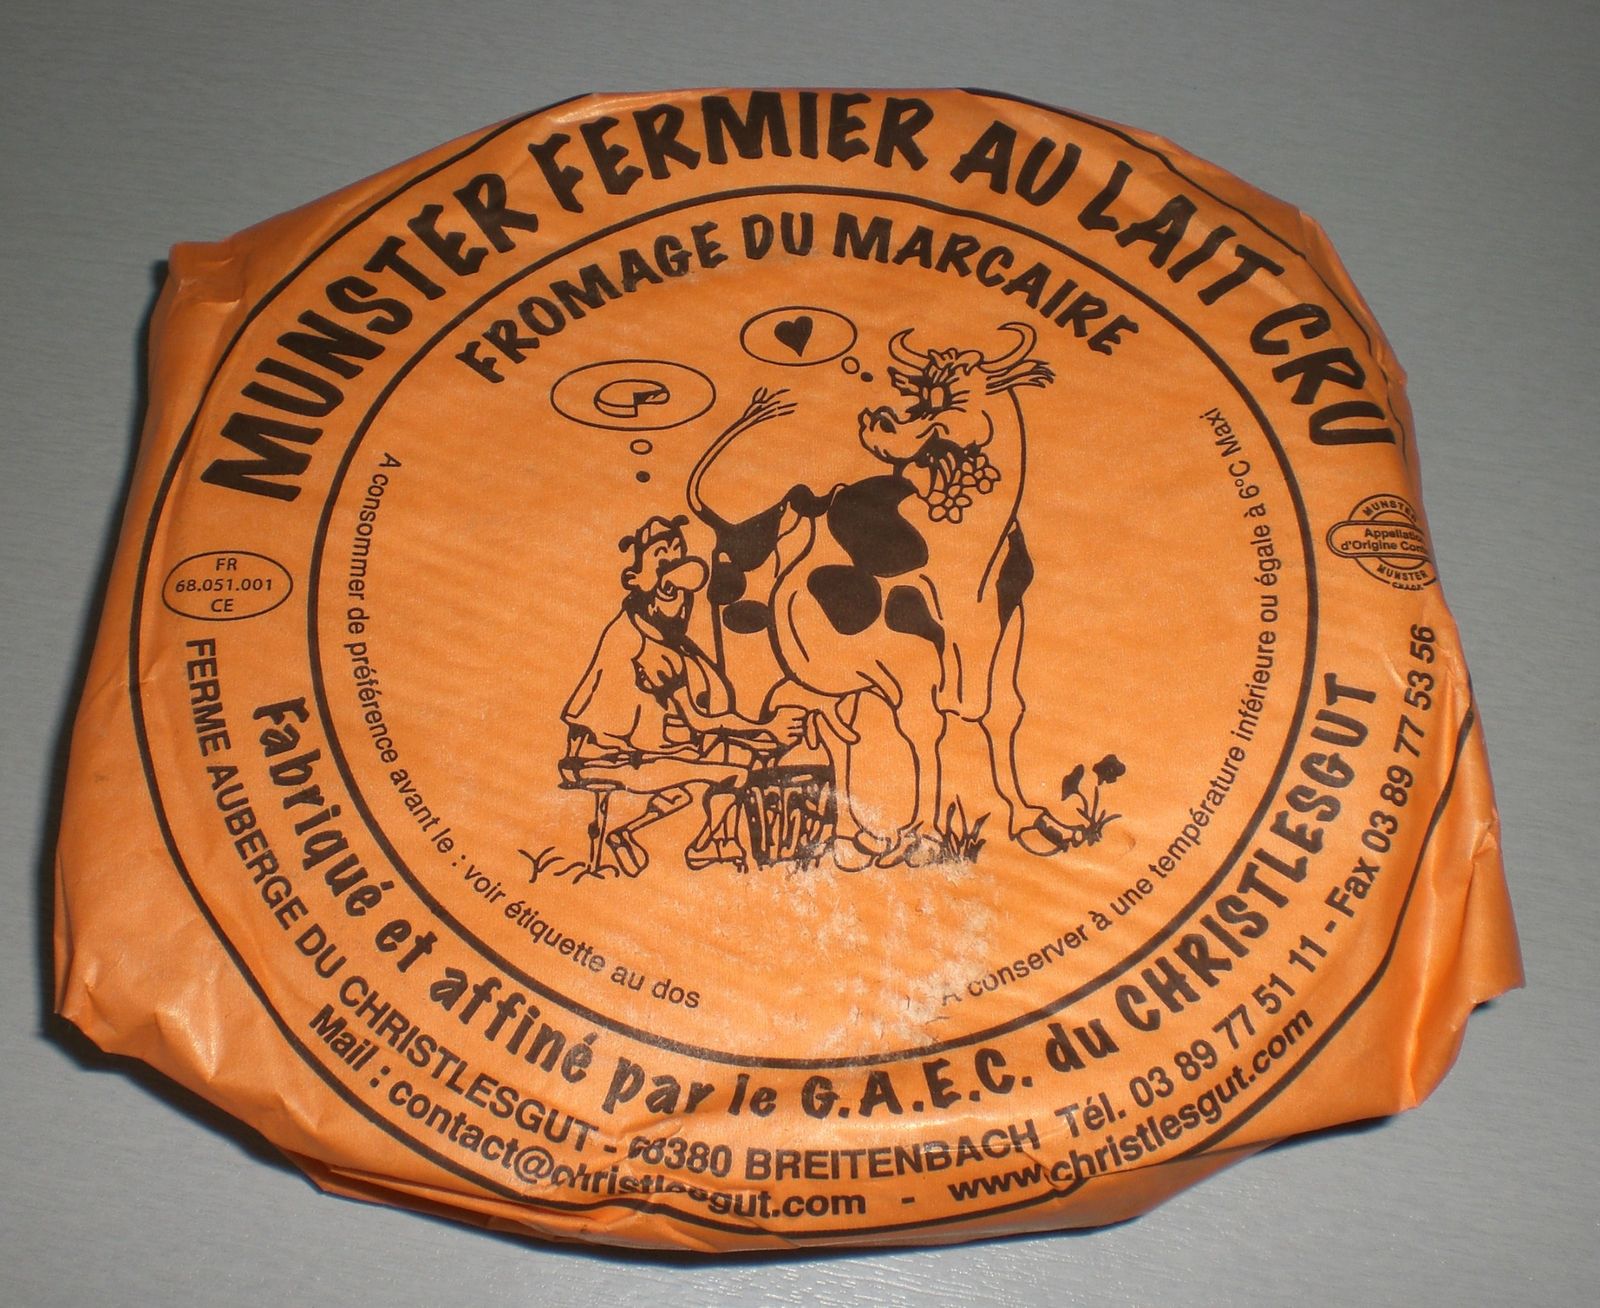 MUNSTER FERMIER AU LAIT CRU
FROMAGE DU MARCAIRE
A consommer de préférence avant le : voir étiquette au dos
A conserver à une température inférieure ou égale à 6°C Maxi
FR
68.051.001
CE
MUNSTER
Appellation
d'Origine
MUNSTER
Fabriqué et affiné par le G.A.E.C. du CHRISTLESGUT
FERME AUBERGE DU CHRISTLESGUT - 68380 BREITENBACH Tél. 03 89 77 51 11 - Fax 03 89 77 53 56
Mail : contact@christlesgut.com - www.christlesgut.com